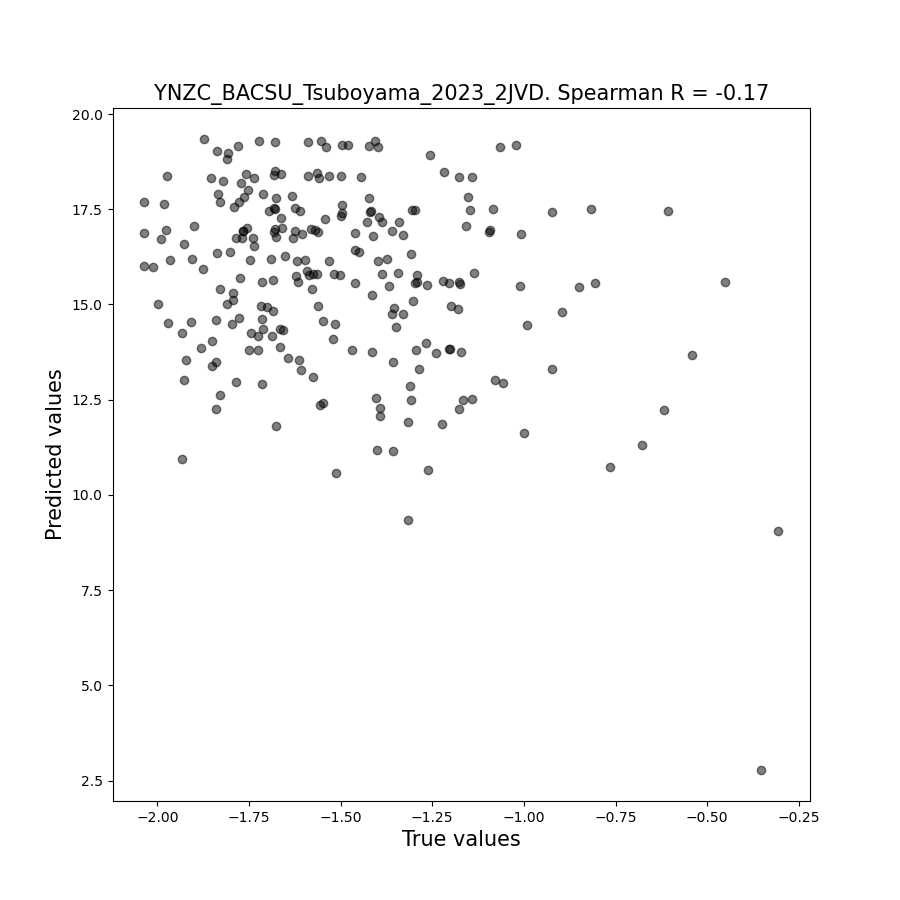 YNZC_BACSU_Tsuboyama_2023_2JVD. Spearman R = -0.17
20.0
17.5
15.0
12.5
10.0
7.5
5.0
2.5
Predicted values
−2.00 −1.75 −1.50 −1.25 −1.00 −0.75 −0.50 −0.25
True values